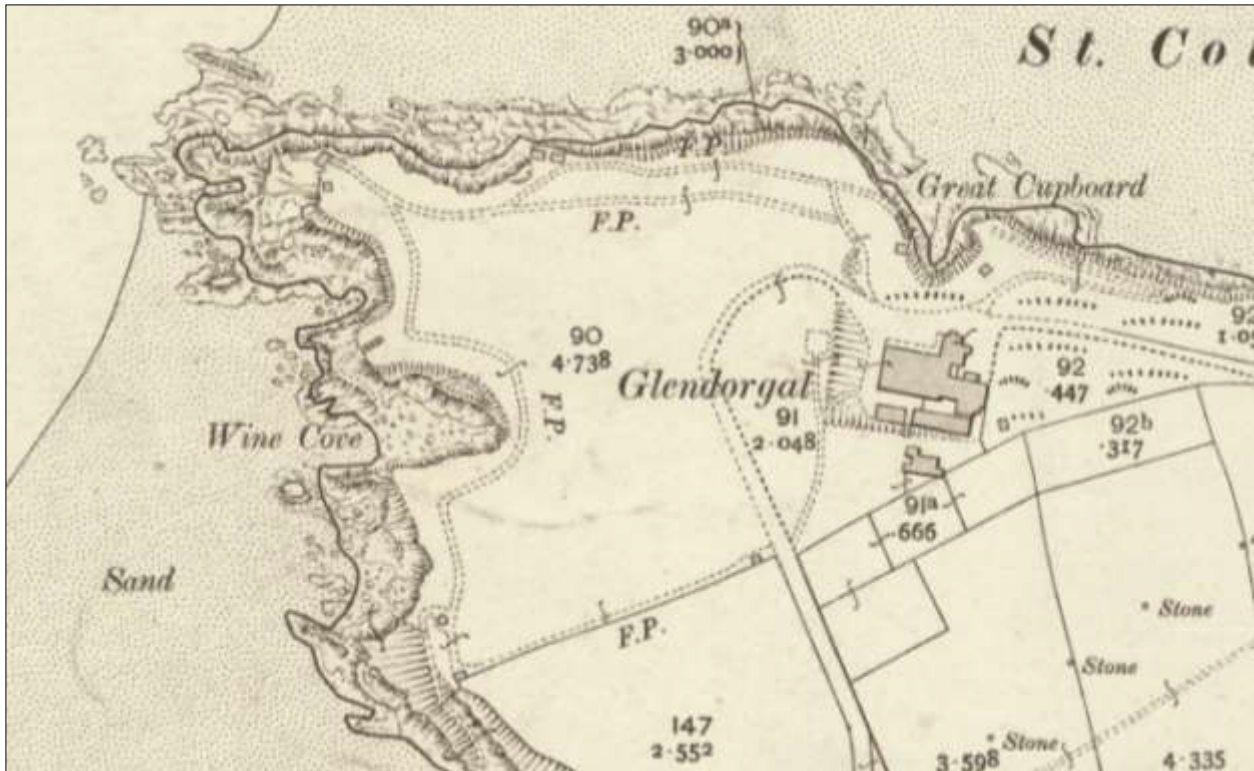 90a
3·000
St. Col
F.P.
Great Cupboard
F.P.
90
4·738
Glendorgal
92
1·0
92
·447
F.P.
91
2·048
92b
·317
Wine Cove
91a
·666
Sand
Stone
F.P.
Stone
147
2·552
Stone
3·598
4·335